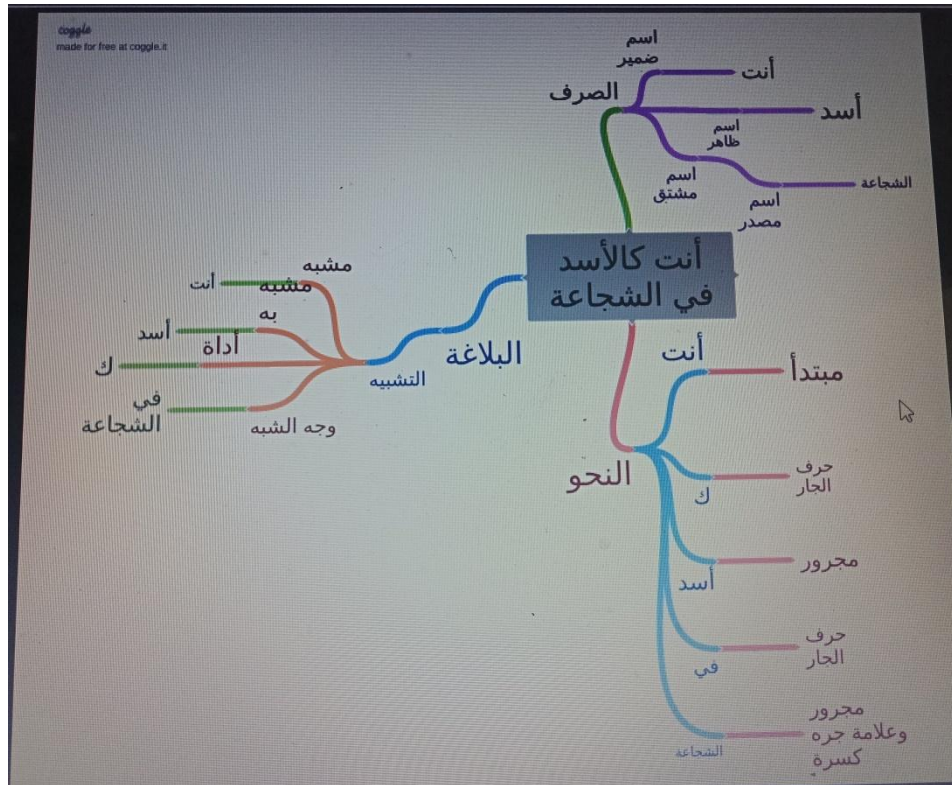 coggle
made for free at coggle.it
أنت كالأسد
في الشجاعة
الصرف
اسم
ضمير
أنت
اسم
ظاهر
أسد
اسم
مشتق
اسم
مصدر
الشجاعة
النحو
أنت
مبتدأ
ك
حرف
الجار
أسد
مجرور
في
حرف
الجار
الشجاعة
مجرور
وعلامة جره
كسرة
البلاغة
التشبيه
مشبه
أنت
مشبه
به
أسد
أداة
ك
وجه الشبه
في
الشجاعة